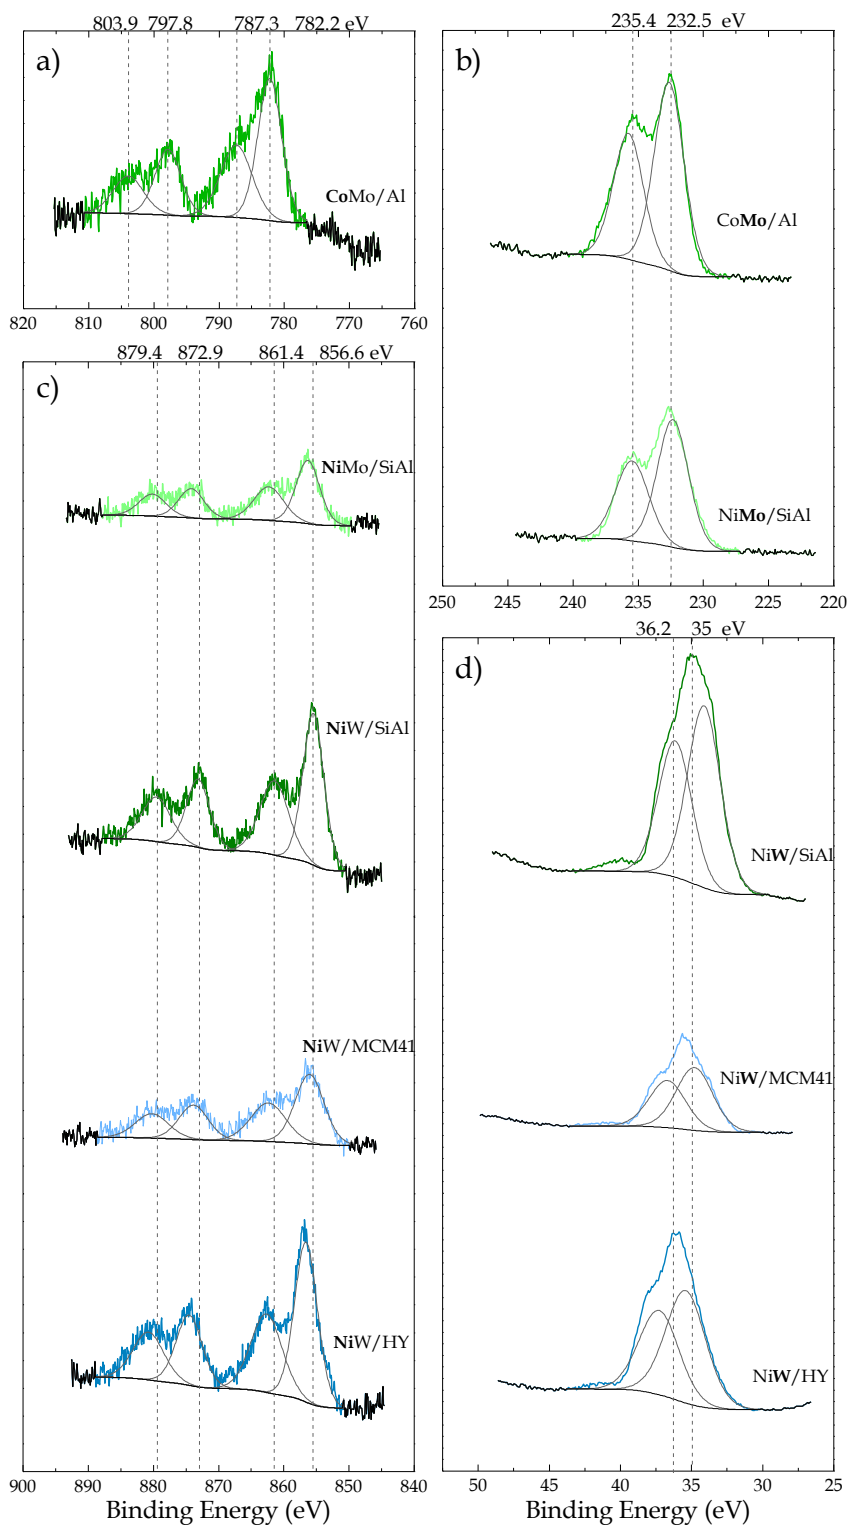 803.9 797.8 787.3 782.2 eV
a)
CoMo/Al
820 810 800 790 780 770 760
235.4 232.5 eV
b)
CoMo/Al
NiMo/SiAl
250 245 240 235 230 225 220
879.4 872.9 861.4 856.6 eV
c)
NiMo/SiAl
NiW/SiAl
NiW/MCM41
NiW/HY
900 890 880 870 860 850 840
Binding Energy (eV)
36.2 35 eV
d)
NiW/SiAl
NiW/MCM41
NiW/HY
50 45 40 35 30 25
Binding Energy (eV)